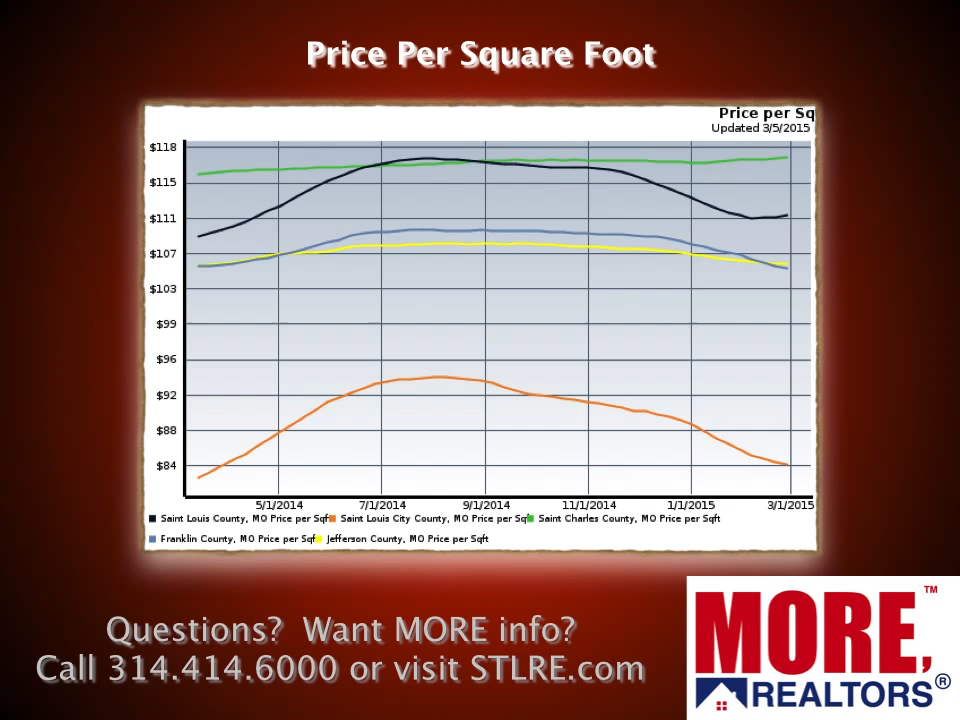 Price Per Square Foot
Price per Sq
Updated 3/5/2015
$118
$115
$111
$107
$103
$99
$96
$92
$88
$84
5/1/2014 7/1/2014 9/1/2014 11/1/2014 1/1/2015 3/1/2015
Saint Louis County, MO Price per Sqf Saint Louis City County, MO Price per Sq Saint Charles County, MO Price per Sqft
Franklin County, MO Price per Sqf Jefferson County, MO Price per Sqft
Questions? Want MORE info?
Call 314.414.6000 or visit STLRE.com
MORE,™
REALTORS®